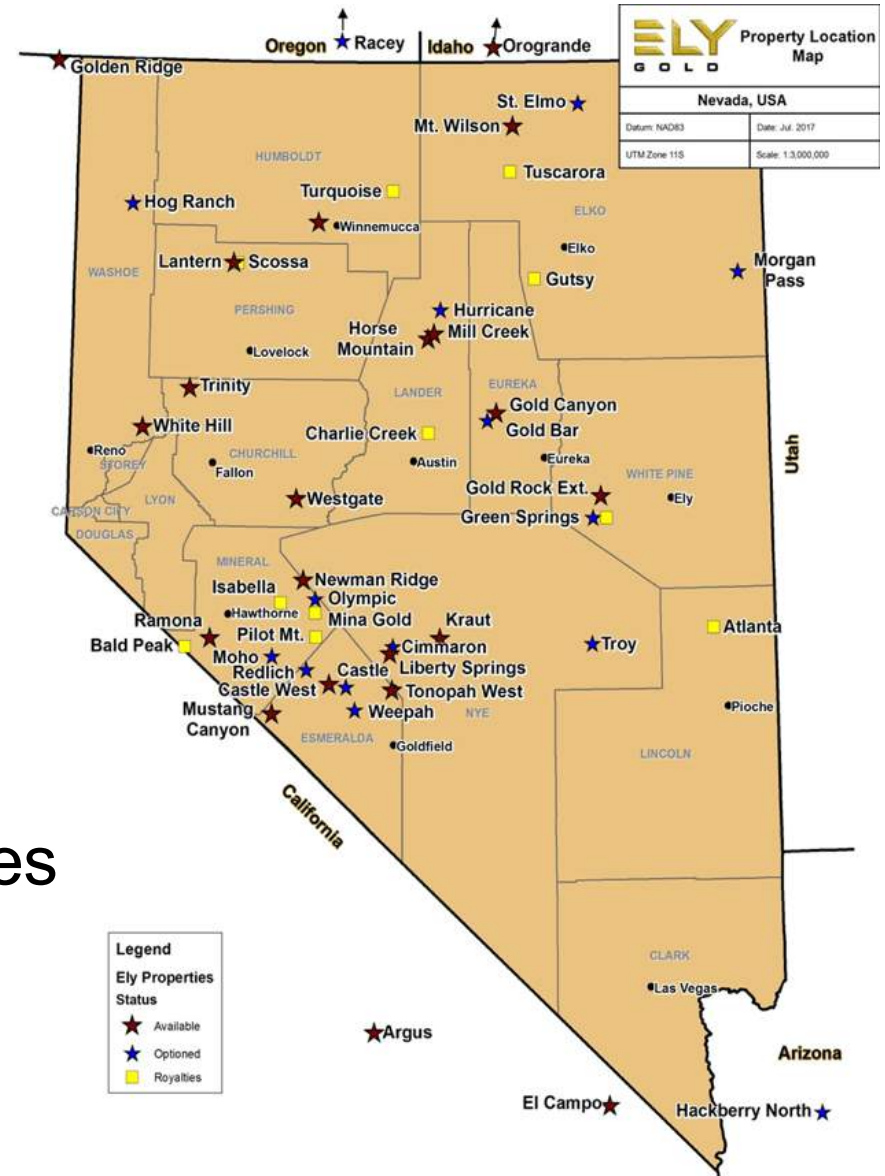 Oregon
Racey
Idaho
Orogrande
ELY
GOLD
Property Location
Map
Nevada, USA
Datum: NAD83
Date: Jul. 2017
UTM Zone 11S
Scale: 1:3,000,000
Golden Ridge
St. Elmo
Mt. Wilson
HUMBOLDT
Tuscarora
Turquoise
Hog Ranch
ELKO
Winnemucca
Elko
Lantern
Scossa
Morgan
Pass
WASHOE
Gutsy
PERSHING
Hurricane
Horse
Mountain
Mill Creek
Lovelock
Trinity
LANDER
EUREKA
Gold Canyon
White Hill
Charlie Creek
Gold Bar
Reno
STOREY
CHURCHILL
Fallon
Austin
Eureka
Utah
WHITE PINE
LYON
Westgate
Gold Rock Ext.
Ely
CARSON CITY
Green Springs
DOUGLAS
MINERAL
Newman Ridge
Isabella
Olympic
Hawthorne
Mina Gold
Kraut
Ramona
Pilot Mt.
Atlanta
Bald Peak
Cimmaron
Troy
Moho
Liberty Springs
Redlich
Castle
Castle West
Tonopah West
Mustang
Canyon
Weepah
NYE
Pioche
ESMERALDA
Goldfield
LINCOLN
California
es
Legend
Ely Properties
Status
Available
Optioned
Royalties
CLARK
Las Vegas
Argus
Arizona
El Campo
Hackberry North